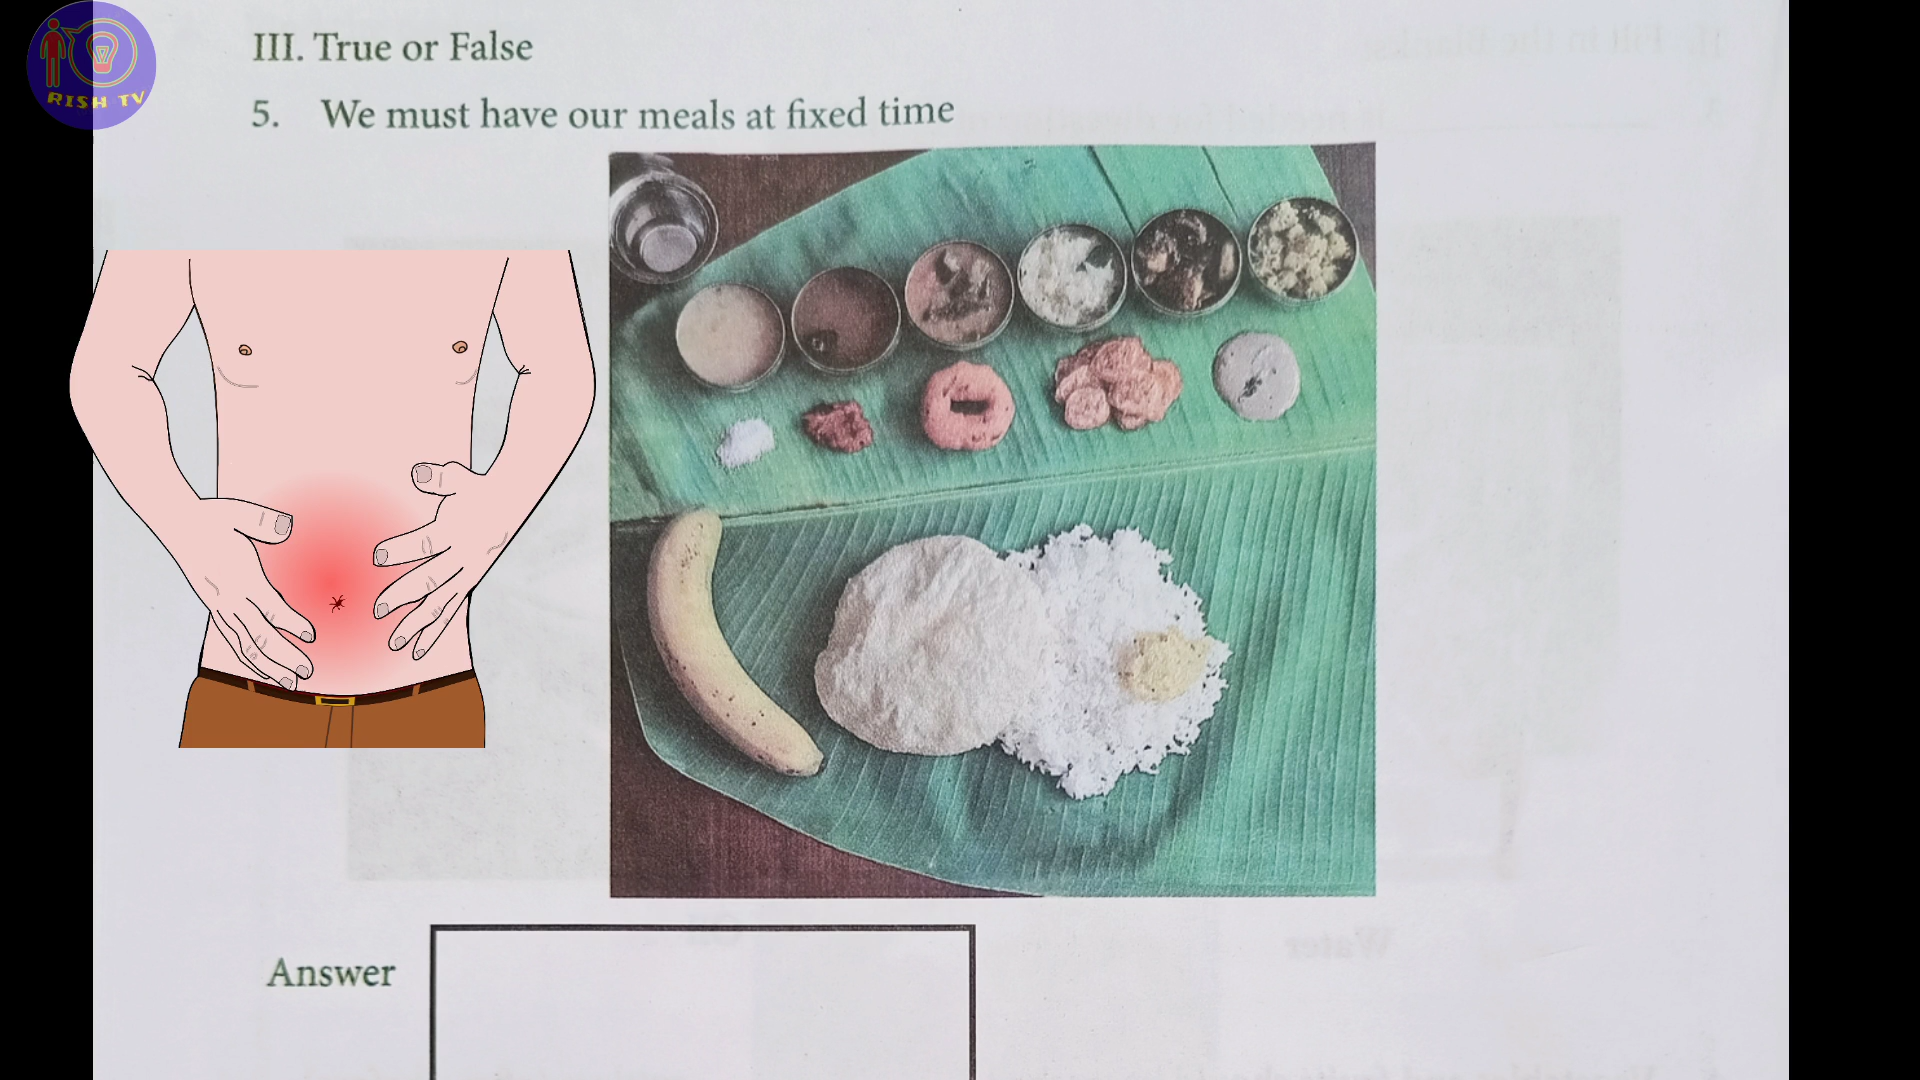 RISH TV
III. True or False
5. We must have our meals at fixed time
Answer